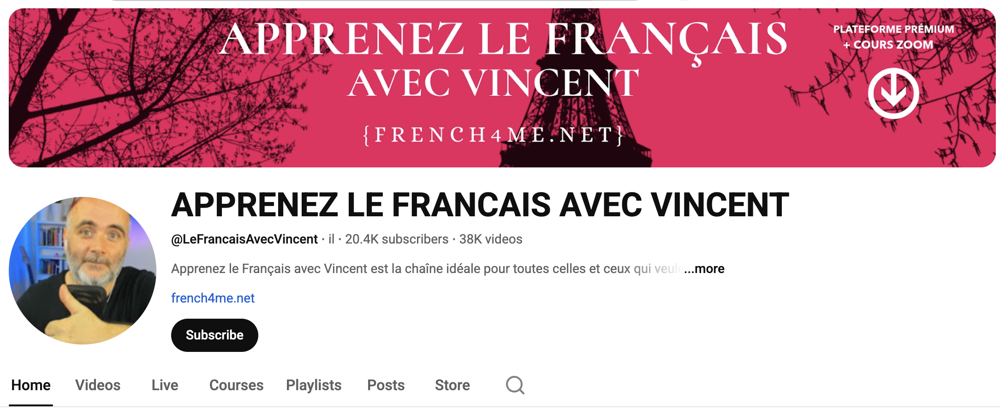 APPRENEZ LE FRANÇAIS
AVEC VINCENT
{FRENCH4ME.NET}
PLATEFORME PRÉMIUM
+ COURS ZOOM
APPRENEZ LE FRANCAIS AVEC VINCENT
@LeFrancaisAvecVincent · il · 20.4K subscribers · 38K videos
Apprenez le Français avec Vincent est la chaîne idéale pour toutes celles et ceux qui veule...more
french4me.net
Subscribe
Home Videos Live Courses Playlists Posts Store